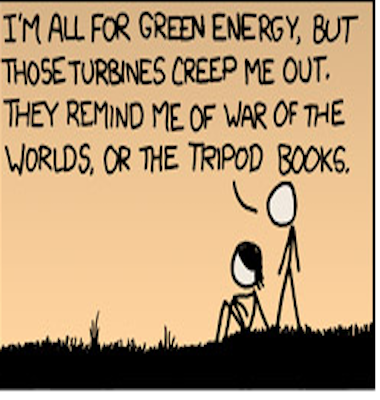 I'M ALL FOR GREEN ENERGY, BUT
THOSE TURBINES CREEP ME OUT.
THEY REMIND ME OF WAR OF THE
WORLDS, OR THE TRIPOD BOOKS.